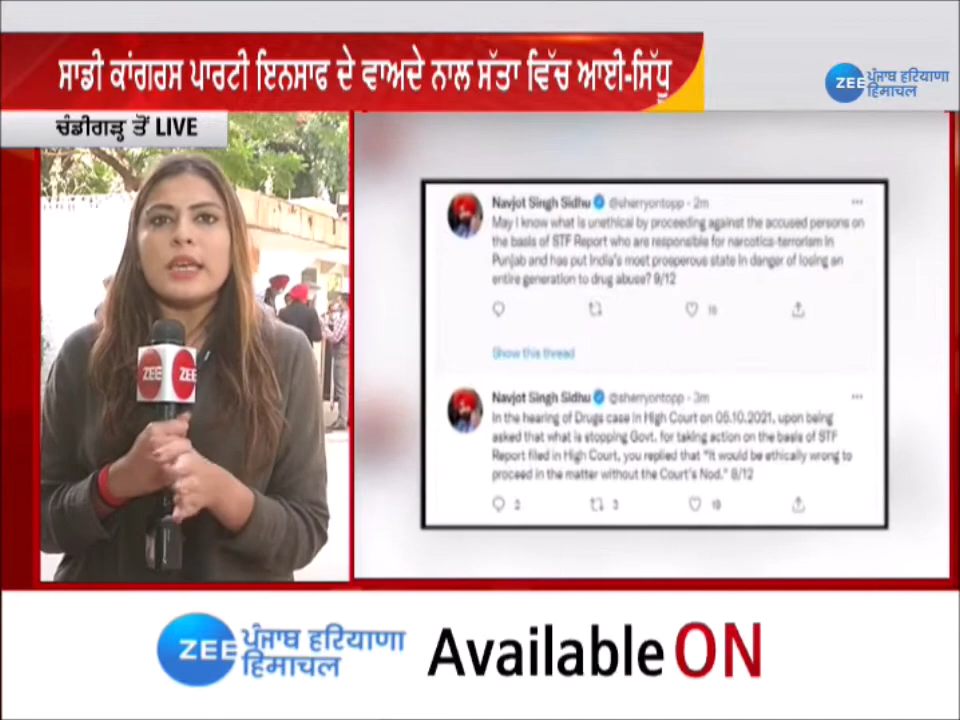 ਸਾਡੀ ਕਾਂਗਰਸ ਪਾਰਟੀ ਇਨਸਾਫ ਦੇ ਵਾਅਦੇ ਨਾਲ ਸੱਤਾ ਵਿੱਚ ਆਈ-ਸਿੱਧੂ
ZEE ਪੰਜਾਬ ਹਰਿਆਣਾ
ਹਿਮਾਚਲ
ਚੰਡੀਗੜ੍ਹ ਤੋਂ LIVE
Navjot Singh Sidhu @sherryontopp - 2m
May I know what is unethical by proceeding against the accused persons on
the basis of STF Report who are responsible for narcotics-terrorism in
Punjab and has put India's most prosperous state in danger of losing an
entire generation to drug abuse? 9/12
Show this thread
Navjot Singh Sidhu @sherryontopp - 3m
In the hearing of Drugs case in High Court on 05.10.2021, upon being
asked that what is stopping Govt. for taking action on the basis of STF
Report filed in High Court, you replied that "It would be ethically wrong to
proceed in the matter without the Court's Nod." 8/12
2 3
ZEE ZEE
ZEE ਪੰਜਾਬ ਹਰਿਆਣਾ
ਹਿਮਾਚਲ
Available ON